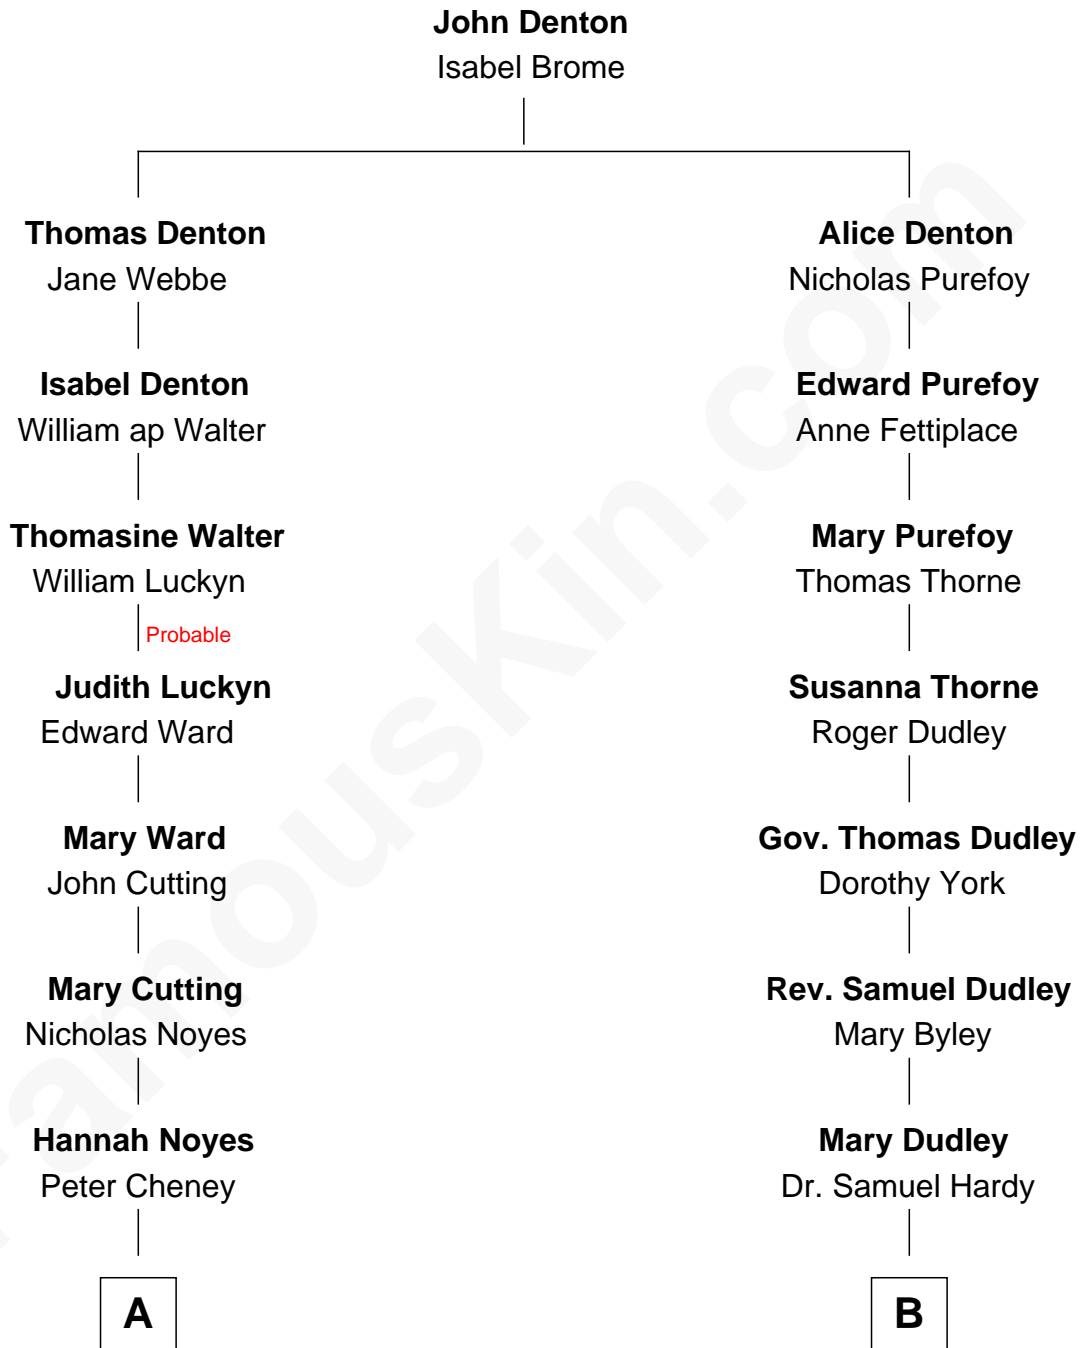 John Denton
Isabel Brome
Thomas Denton
Jane Webbe
Isabel Denton
William ap Walter
Thomasine Walter
William Luckyn
Probable
Judith Luckyn
Edward Ward
Mary Ward
John Cutting
Mary Cutting
Nicholas Noyes
Hannah Noyes
Peter Cheney
A
Alice Denton
Nicholas Purefoy
Edward Purefoy
Anne Fettiplace
Mary Purefoy
Thomas Thorne
Susanna Thorne
Roger Dudley
Gov. Thomas Dudley
Dorothy York
Rev. Samuel Dudley
Mary Byley
Mary Dudley
Dr. Samuel Hardy
B
FamousKin.com